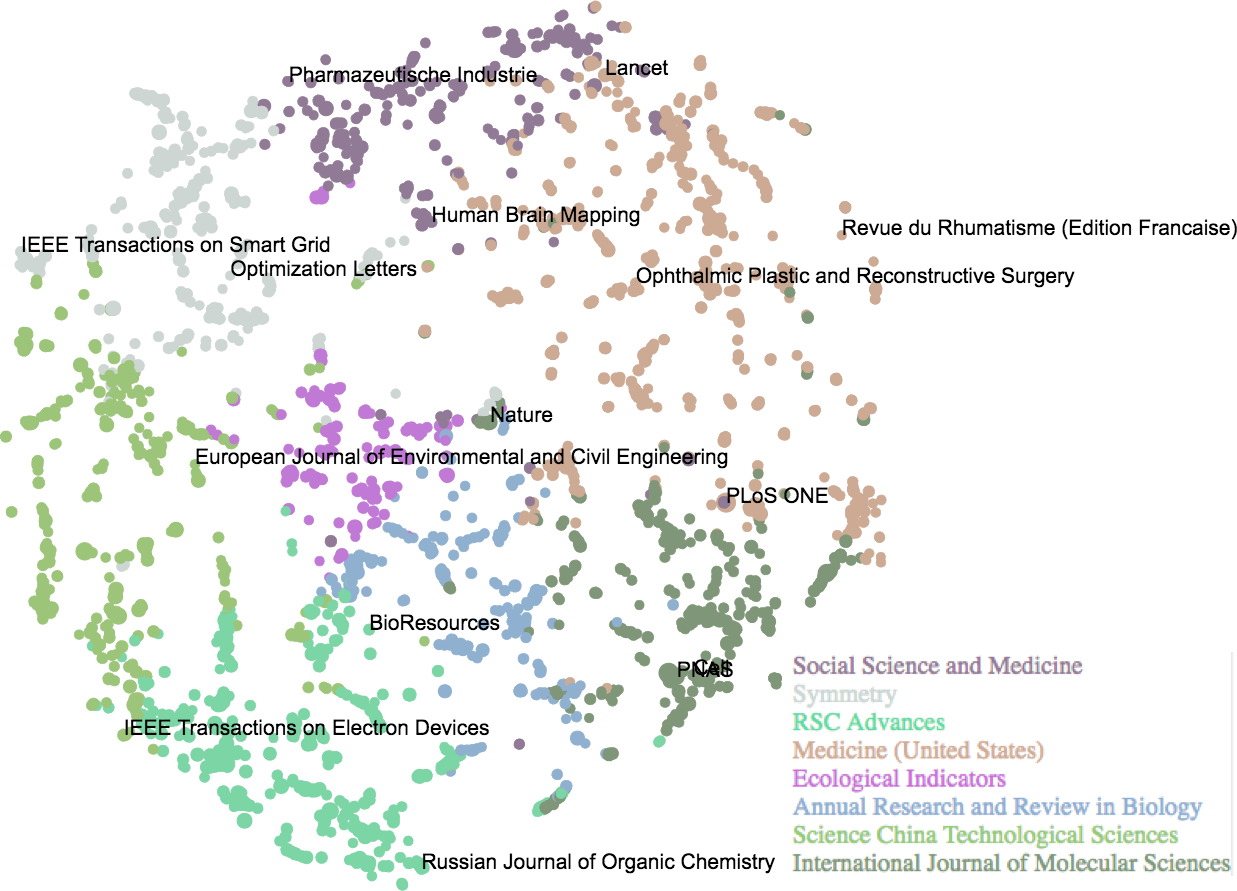 Lancet
Pharmazeutische Industrie
Human Brain Mapping
Revue du Rhumatisme (Edition Francaise)
IEEE Transactions on Smart Grid
Optimization Letters
Ophthalmic Plastic and Reconstructive Surgery
Nature
European Journal of Environmental and Civil Engineering
PLoS ONE
BioResources
PNAS
Cell
IEEE Transactions on Electron Devices
Russian Journal of Organic Chemistry
Social Science and Medicine
Symmetry
RSC Advances
Medicine (United States)
Ecological Indicators
Annual Research and Review in Biology
Science China Technological Sciences
International Journal of Molecular Sciences